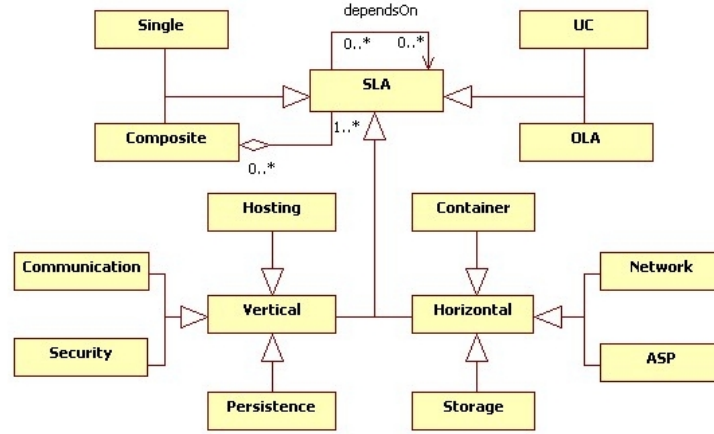 dependsOn
Single
0..*
0..*
UC
SLA
Composite
1..*
OLA
0..*
Hosting
Container
Communication
Network
Vertical
Horizontal
Security
ASP
Persistence
Storage